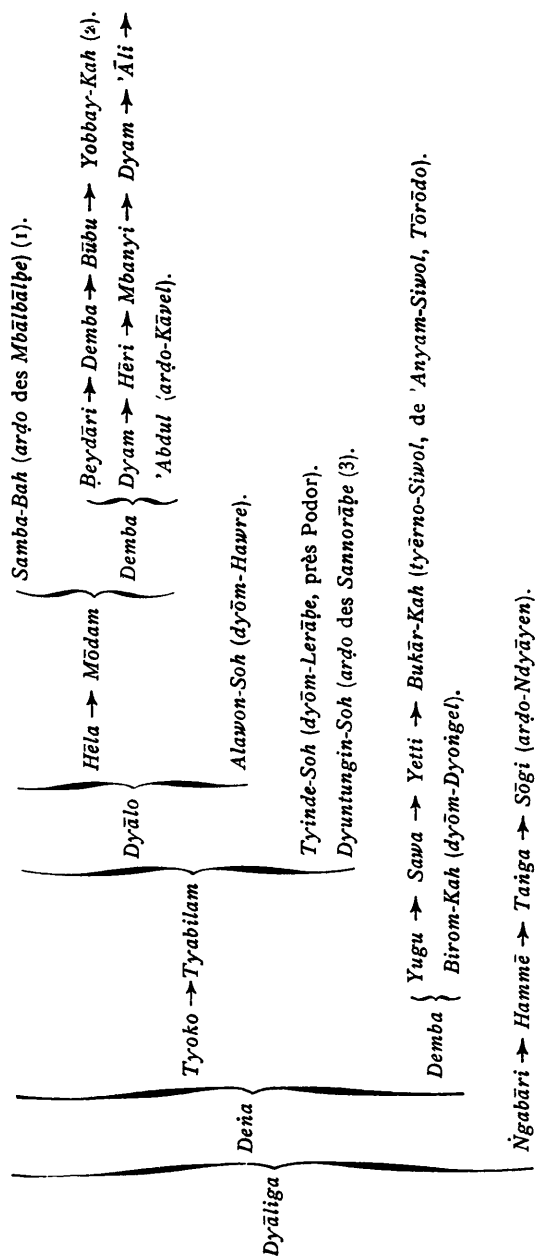 Samba-Bah (arḍo des Mbālbālḅe) (1).
Ḅeydāri → Demba → Būbu → Yobbay-Kah (2).
Hēla → Mōdam
Demba
Dyam → Hēri → Mbanyi → Dyam → 'Āli →
'Abdul (arḍo-Kāvel).
Dyālo
Alawon-Soh (dyōm-Hawre).
Tyoko → Tyabilam
Tyinde-Soh (dyōm-Lerāḅe, près Podor).
Dyuntungin-Soh (arḍo des Sannorāḅe (3).
Deṅa
Yugu → Sawa → Yetti → Bukār-Kah (tyērno-Siwol, de 'Anyam-Siwol, Tōrōdo).
Demba
Birom-Kah (dyōm-Dyoṅgel).
Dyāliga
Ṅgabāri → Hammē → Taṅga → Sōgi (arḍo-Ndyāyen).